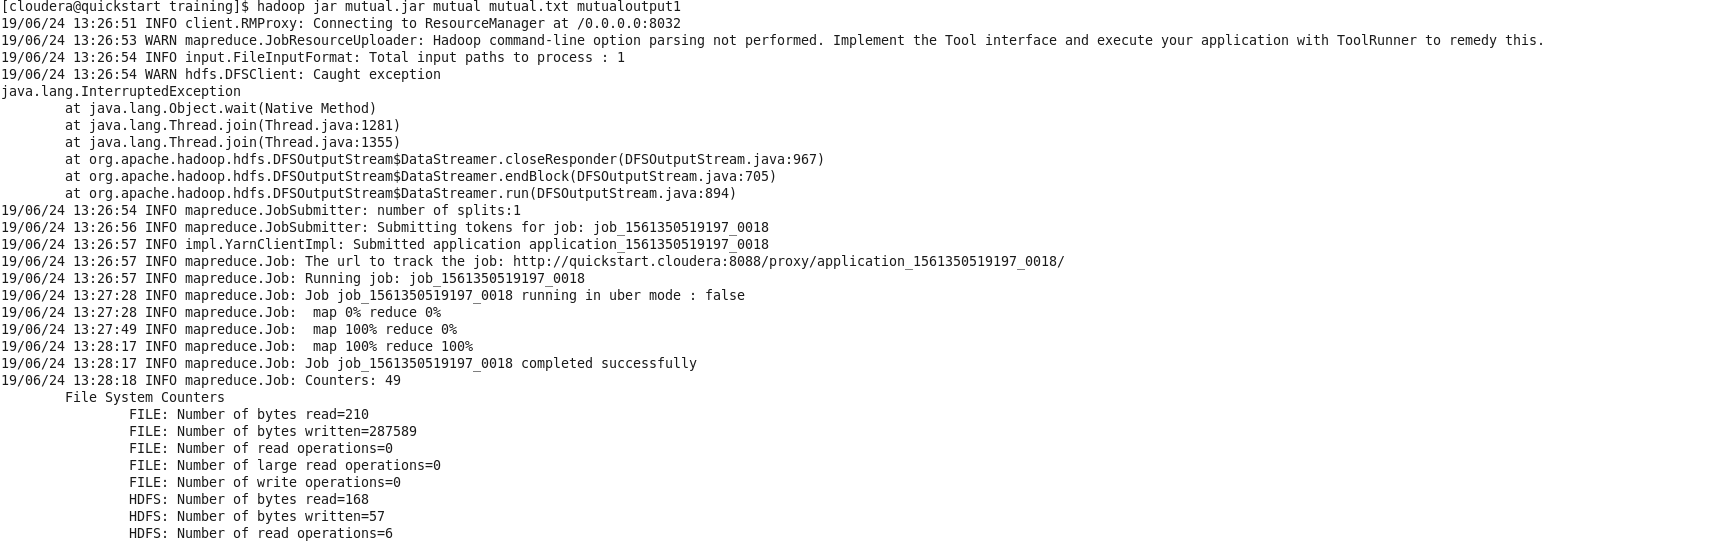 [cloudera@quickstart training]$ hadoop jar mutual.jar mutual mutual.txt mutualoutput1
19/06/24 13:26:51 INFO client.RMProxy: Connecting to ResourceManager at /0.0.0.0:8032
19/06/24 13:26:53 WARN mapreduce.JobResourceUploader: Hadoop command-line option parsing not performed. Implement the Tool interface and execute your application with ToolRunner to remedy this.
19/06/24 13:26:54 INFO input.FileInputFormat: Total input paths to process : 1
19/06/24 13:26:54 WARN hdfs.DFSClient: Caught exception
java.lang.InterruptedException
        at java.lang.Object.wait(Native Method)
        at java.lang.Thread.join(Thread.java:1281)
        at java.lang.Thread.join(Thread.java:1355)
        at org.apache.hadoop.hdfs.DFSOutputStream$DataStreamer.closeResponder(DFSOutputStream.java:967)
        at org.apache.hadoop.hdfs.DFSOutputStream$DataStreamer.endBlock(DFSOutputStream.java:705)
        at org.apache.hadoop.hdfs.DFSOutputStream$DataStreamer.run(DFSOutputStream.java:894)
19/06/24 13:26:54 INFO mapreduce.JobSubmitter: number of splits:1
19/06/24 13:26:56 INFO mapreduce.JobSubmitter: Submitting tokens for job: job_1561350519197_0018
19/06/24 13:26:57 INFO impl.YarnClientImpl: Submitted application application_1561350519197_0018
19/06/24 13:26:57 INFO mapreduce.Job: The url to track the job: http://quickstart.cloudera:8088/proxy/application_1561350519197_0018/
19/06/24 13:26:57 INFO mapreduce.Job: Running job: job_1561350519197_0018
19/06/24 13:27:28 INFO mapreduce.Job: Job job_1561350519197_0018 running in uber mode : false
19/06/24 13:27:28 INFO mapreduce.Job:  map 0% reduce 0%
19/06/24 13:27:49 INFO mapreduce.Job:  map 100% reduce 0%
19/06/24 13:28:17 INFO mapreduce.Job:  map 100% reduce 100%
19/06/24 13:28:17 INFO mapreduce.Job: Job job_1561350519197_0018 completed successfully
19/06/24 13:28:18 INFO mapreduce.Job: Counters: 49
        File System Counters
                FILE: Number of bytes read=210
                FILE: Number of bytes written=287589
                FILE: Number of read operations=0
                FILE: Number of large read operations=0
                FILE: Number of write operations=0
                HDFS: Number of bytes read=168
                HDFS: Number of bytes written=57
                HDFS: Number of read operations=6